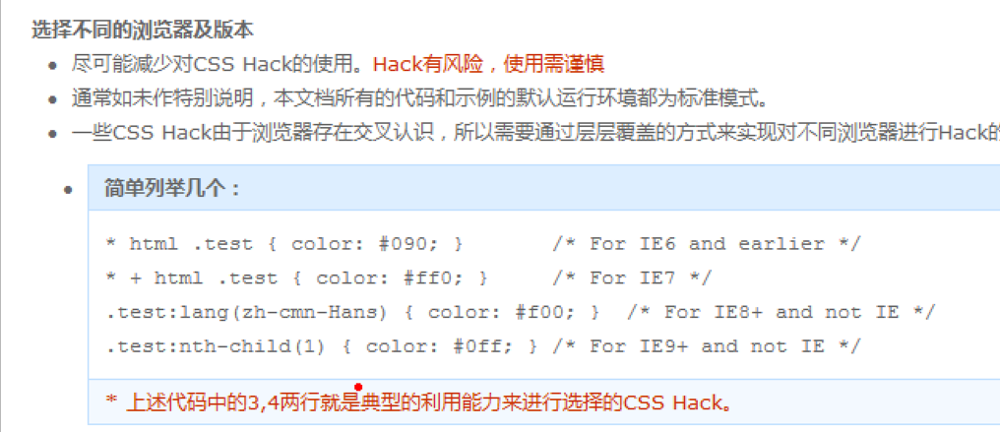 选择不同的浏览器及版本
尽可能减少对CSS Hack的使用。Hack有风险，使用需谨慎
通常如未作特别说明，本文档所有的代码和示例的默认运行环境都为标准模式。
一些CSS Hack由于浏览器存在交叉认识，所以需要通过层层覆盖的方式来实现对不同浏览器进行Hack的
简单列举几个：
* html .test { color: #090; }       /* For IE6 and earlier */
* + html .test { color: #ff0; }     /* For IE7 */
.test:lang(zh-cmn-Hans) { color: #f00; }  /* For IE8+ and not IE */
.test:nth-child(1) { color: #0ff; } /* For IE9+ and not IE */
* 上述代码中的3,4两行就是典型的利用能力来进行选择的CSS Hack。